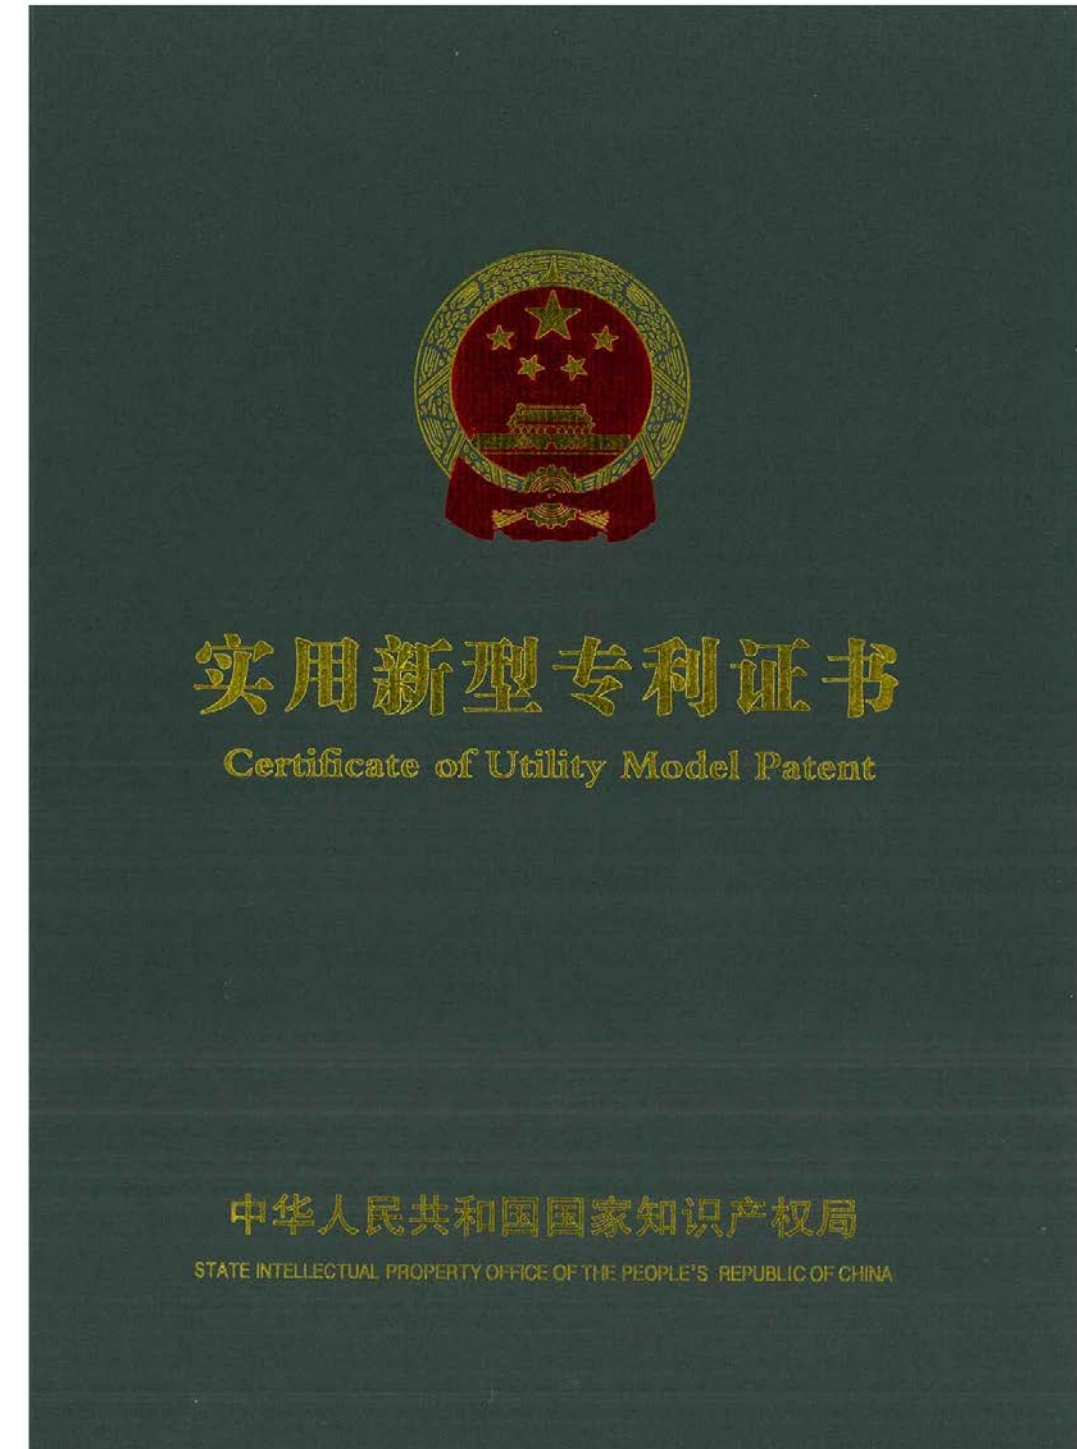 实用新型专利证书
Certificate of Utility Model Patent
中华人民共和国国家知识产权局
STATE INTELLECTUAL PROPERTY OFFICE OF THE PEOPLE'S REPUBLIC OF CHINA